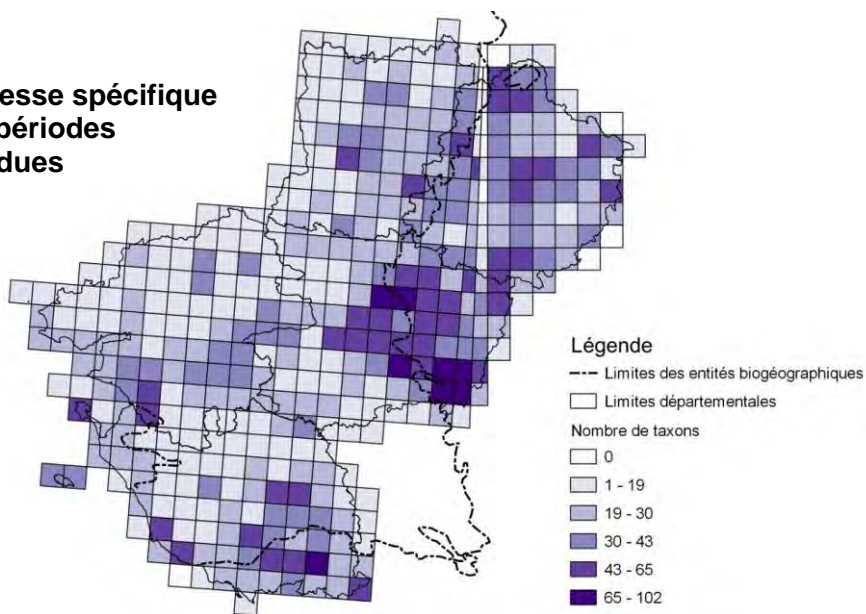 esse spécifique
périodes
dues
Légende
Limites des entités biogéographiques
Limites départementales
Nombre de taxons
0
1 - 19
19 - 30
30 - 43
43 - 65
65 - 102